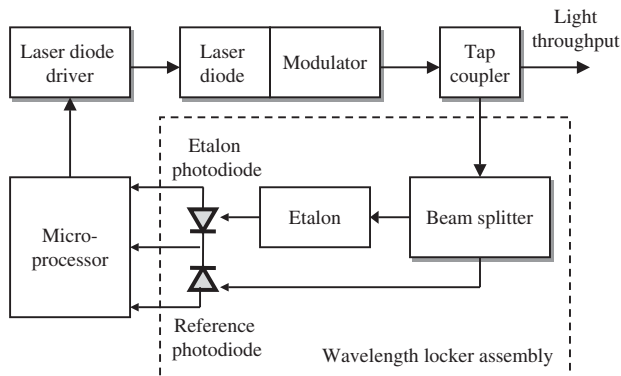 Light
throughput
Laser diode
driver
Laser
diode
Modulator
Tap
coupler
Etalon
photodiode
Micro-
processor
Etalon
Beam splitter
Reference
photodiode
Wavelength locker assembly